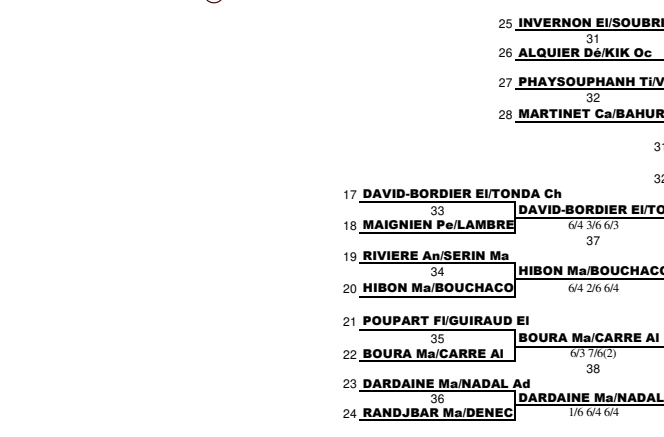 25 INVERNON El/SOUBR
31
26 ALQUIER Dé/KIK Oc
27 PHAYSOUPHANH Ti/V
32
28 MARTINET Ca/BAHUR
31
32
17 DAVID-BORDIER El/TONDA Ch
33 DAVID-BORDIER El/TO
18 MAIGNIEN Pe/LAMBRE 6/4 3/6 6/3
37
19 RIVIERE An/SERIN Ma
34 HIBON Ma/BOUCHACO
20 HIBON Ma/BOUCHACO 6/4 2/6 6/4
21 POUPART Fl/GUIRAUD El
35 BOURA Ma/CARRE Al
22 BOURA Ma/CARRE Al 6/3 7/6(2)
38
23 DARDAINE Ma/NADAL Ad
36 DARDAINE Ma/NADAL
24 RANDJBAR Ma/DENEC 1/6 6/4 6/4